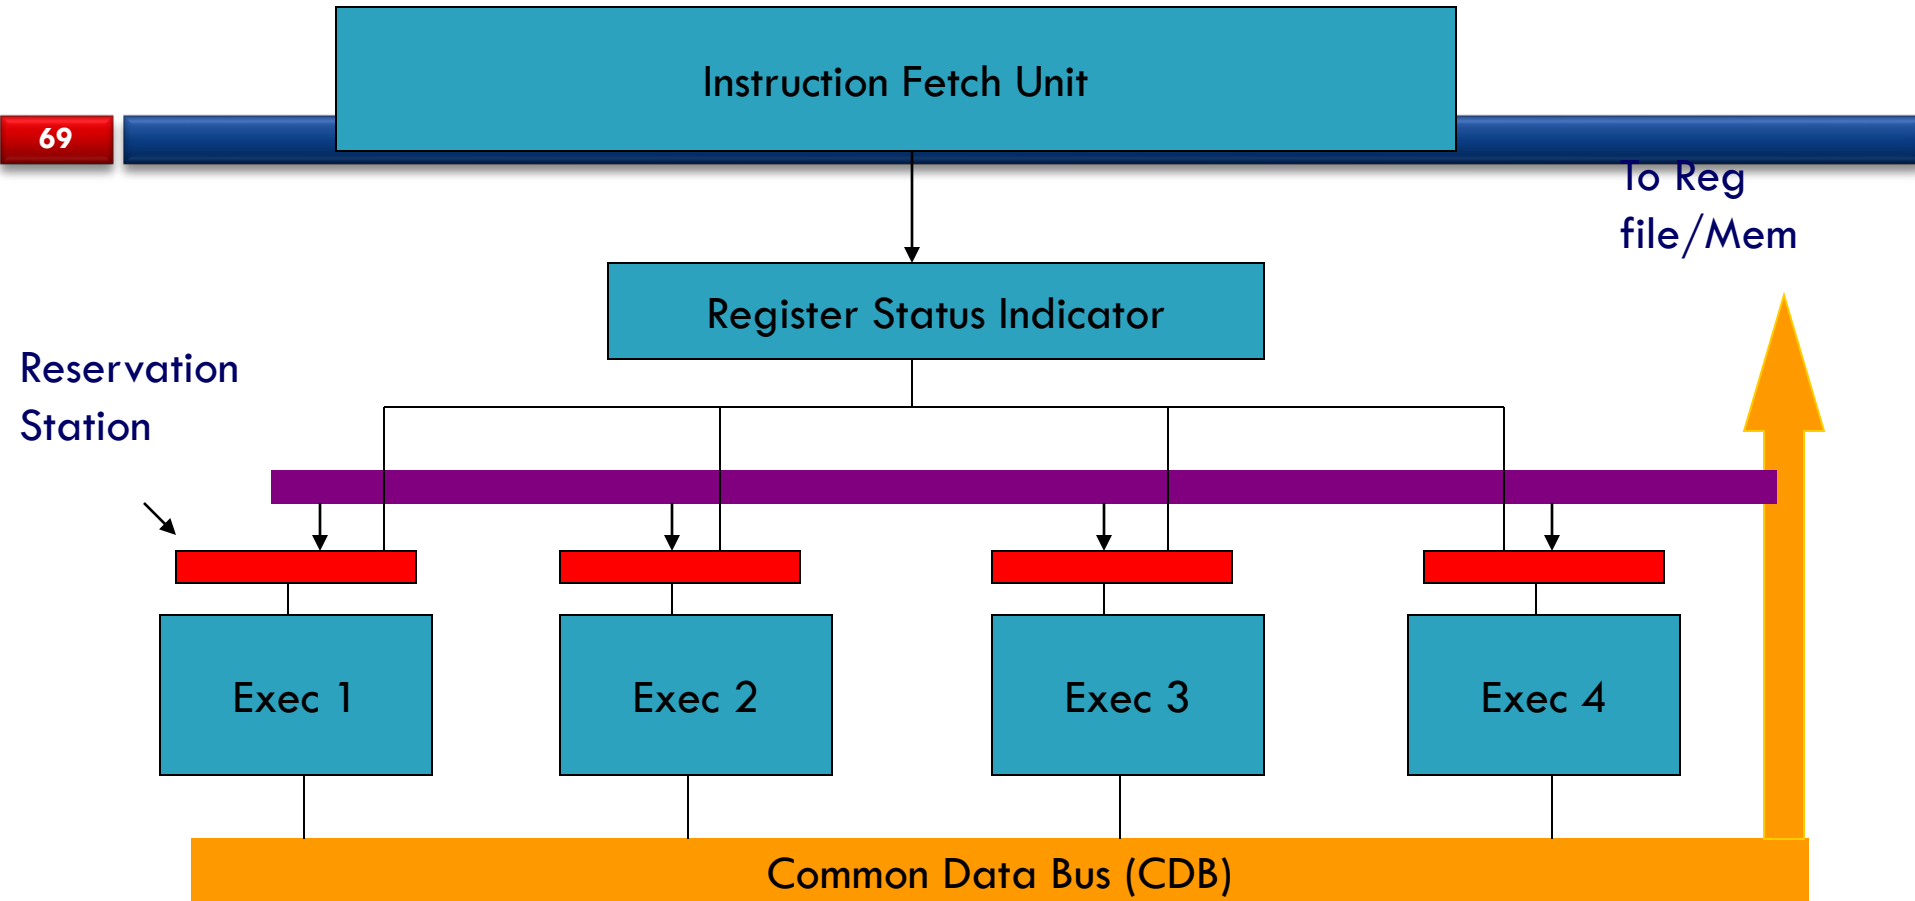 Instruction Fetch Unit
69
To Reg
file/Mem
Register Status Indicator
Reservation
Station
Exec 1
Exec 2
Exec 3
Exec 4
Common Data Bus (CDB)